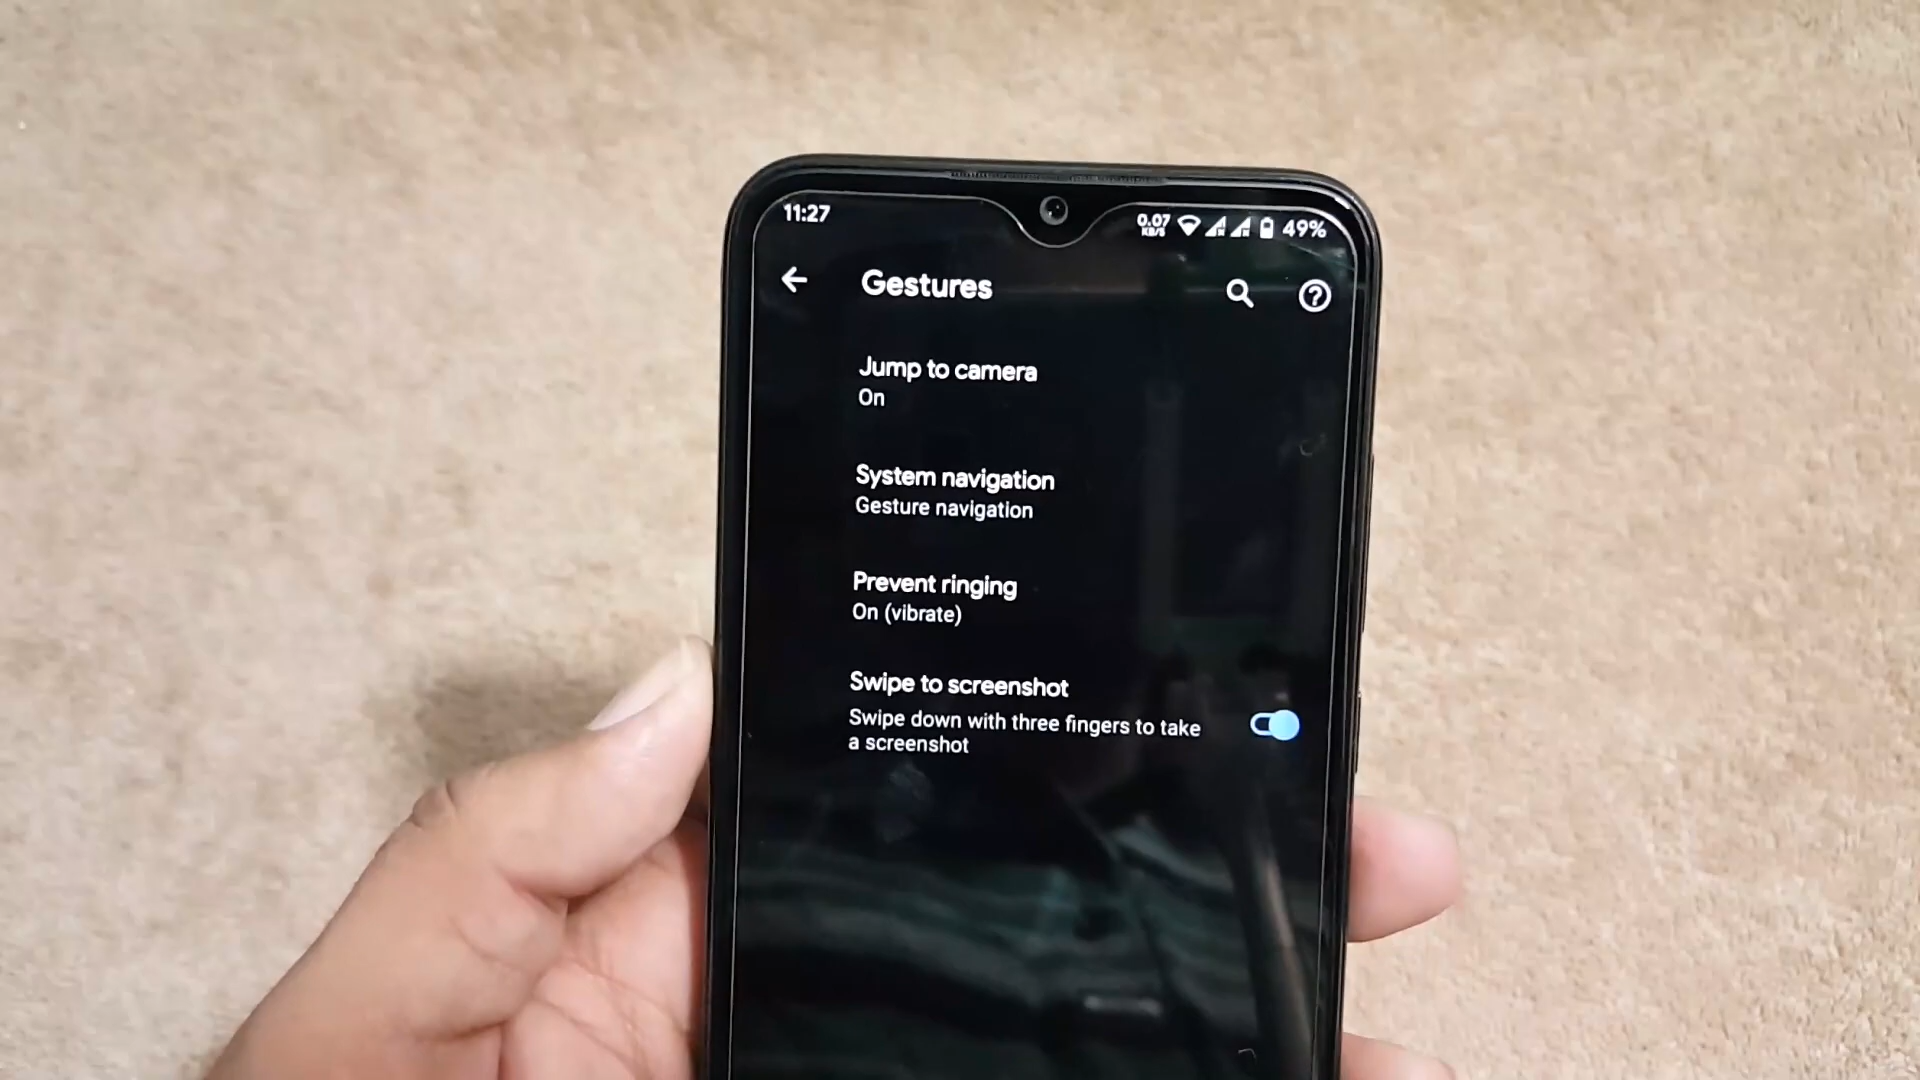 11:27
0.07
KB/S
49%
Gestures
Jump to camera
On
System navigation
Gesture navigation
Prevent ringing
On (vibrate)
Swipe to screenshot
Swipe down with three fingers to take
a screenshot